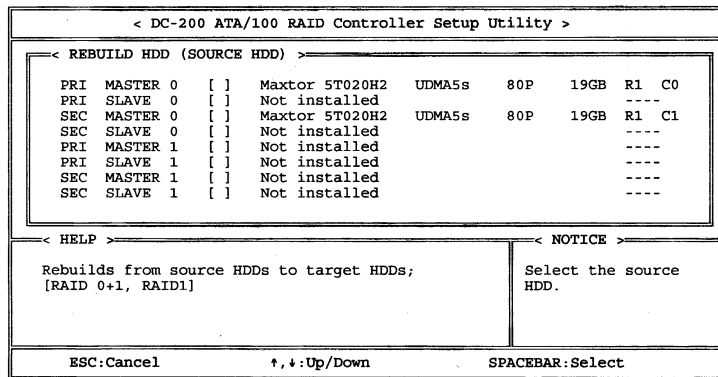 < DC-200 ATA/100 RAID Controller Setup Utility >
< REBUILD HDD (SOURCE HDD) >
PRI MASTER 0 [ ] Maxtor 5T020H2 UDMA5s 80P 19GB R1 C0
PRI SLAVE 0 [ ] Not installed ----
SEC MASTER 0 [ ] Maxtor 5T020H2 UDMA5s 80P 19GB R1 C1
SEC SLAVE 0 [ ] Not installed ----
PRI MASTER 1 [ ] Not installed ----
PRI SLAVE 1 [ ] Not installed ----
SEC MASTER 1 [ ] Not installed ----
SEC SLAVE 1 [ ] Not installed ----
< HELP >
Rebuilds from source HDDs to target HDDs;
[RAID 0+1, RAID1]
< NOTICE >
Select the source
HDD.
ESC:Cancel ↑,↓:Up/Down SPACEBAR:Select